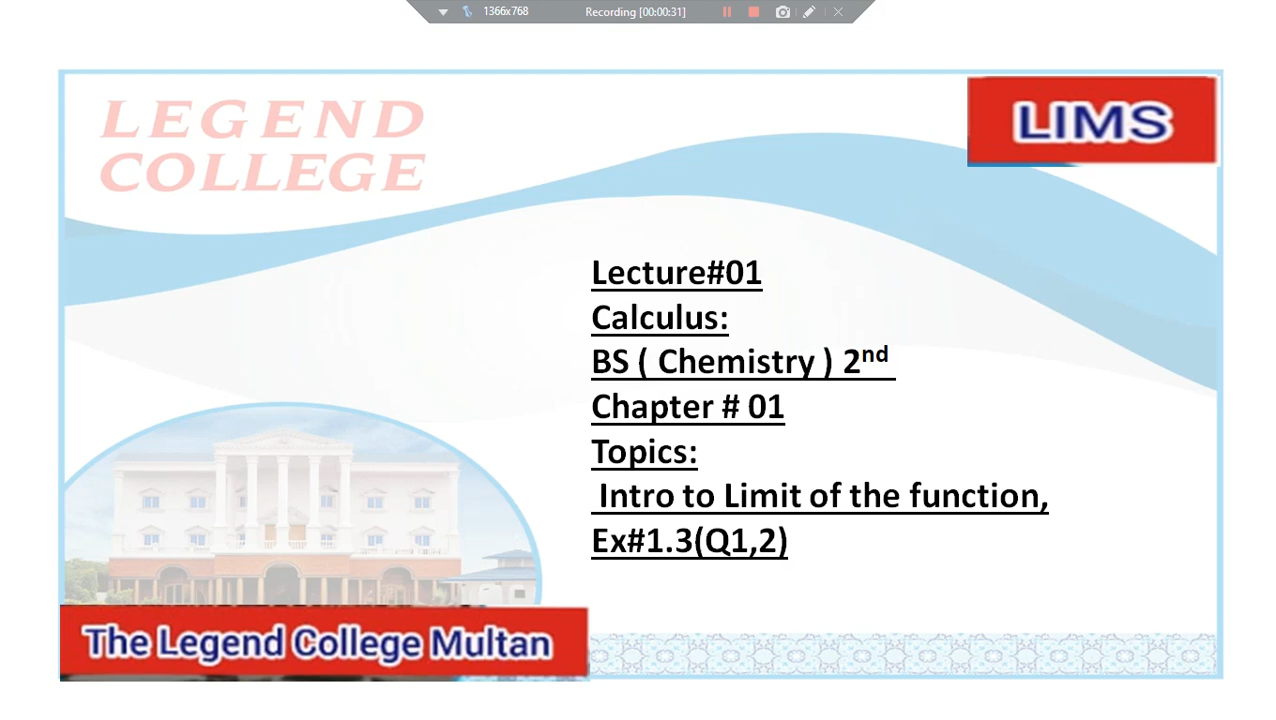 1366x768 Recording [00:00:31]
LEGEND
COLLEGE
LIMS
Lecture#01
Calculus:
BS ( Chemistry ) 2nd
Chapter # 01
Topics:
Intro to Limit of the function,
Ex#1.3(Q1,2)
The Legend College Multan